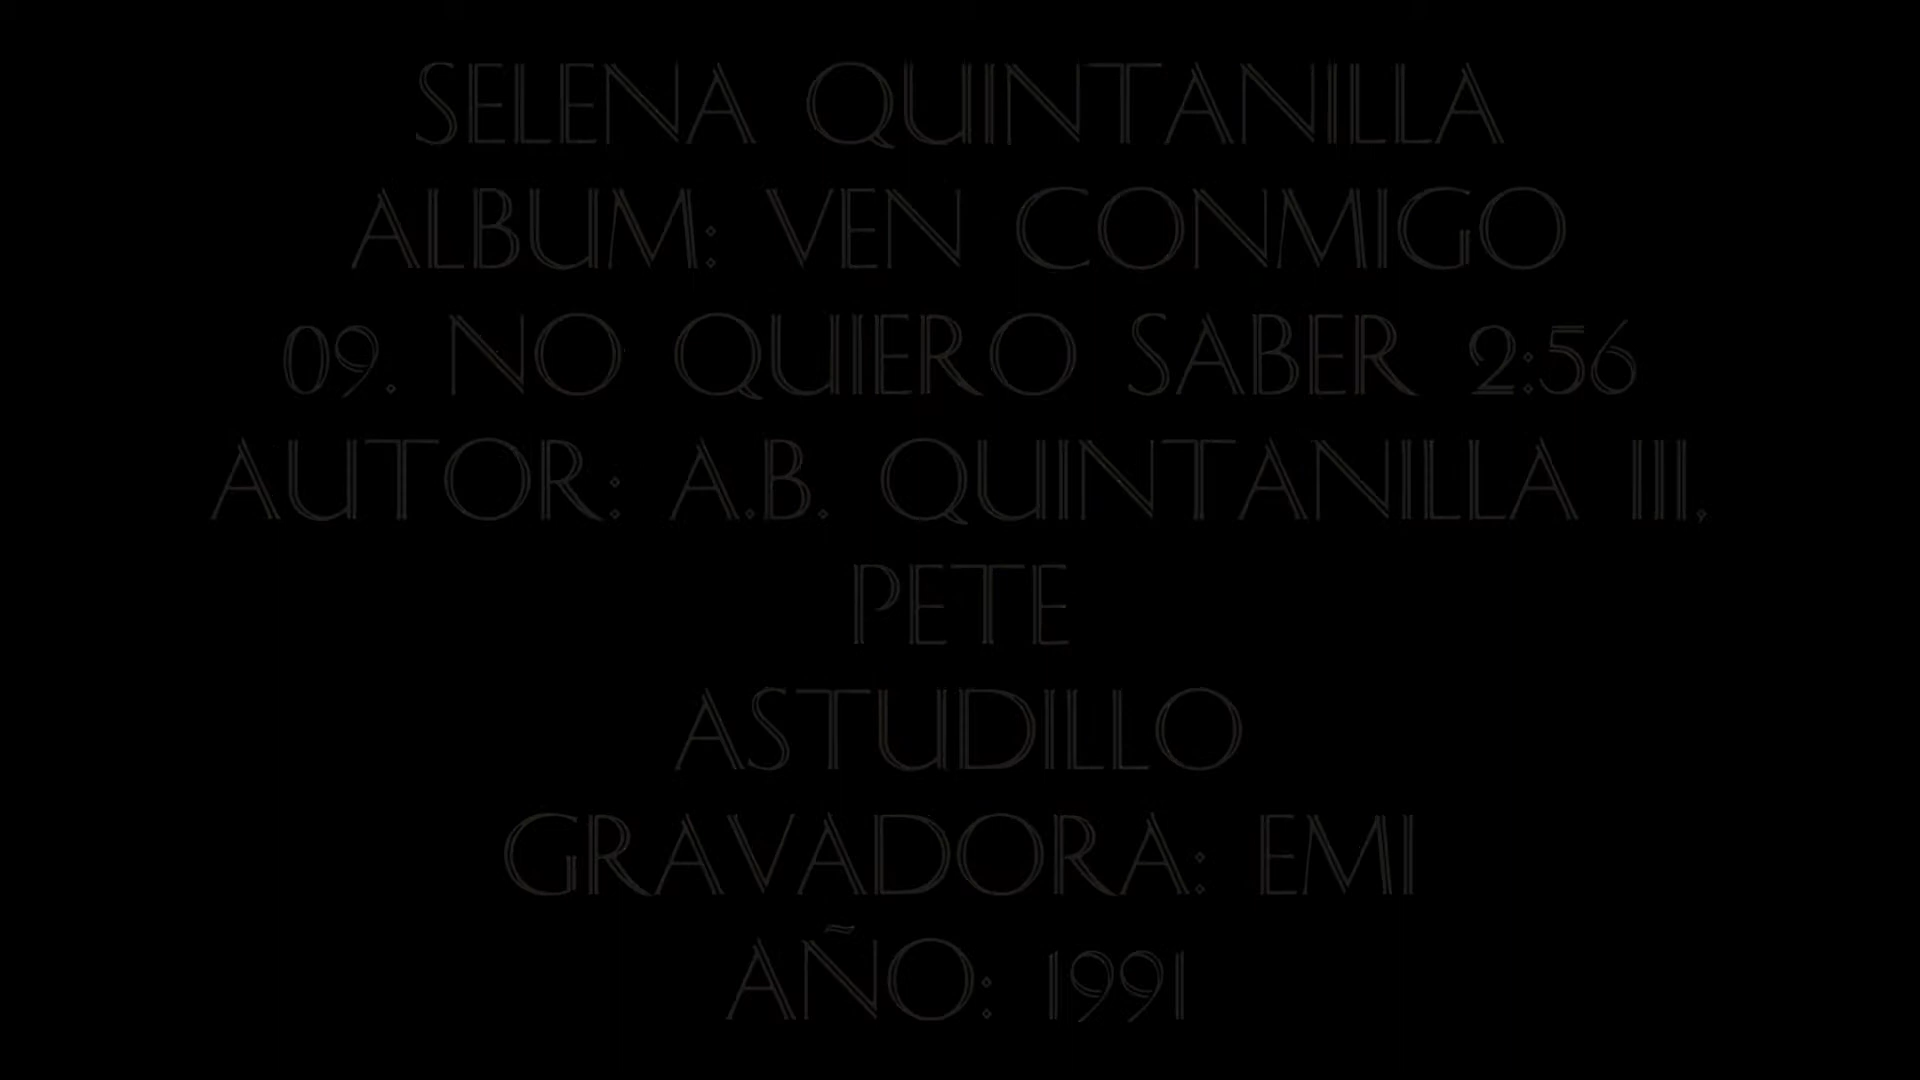 SELENA QUINTANILLA
ALBUM: VEN CONMIGO
09. NO QUIERO SABER 2:56
AUTOR: A.B. QUINTANILLA III,
PETE
ASTUDILLO
GRAVADORA: EMI
AÑO: 1991